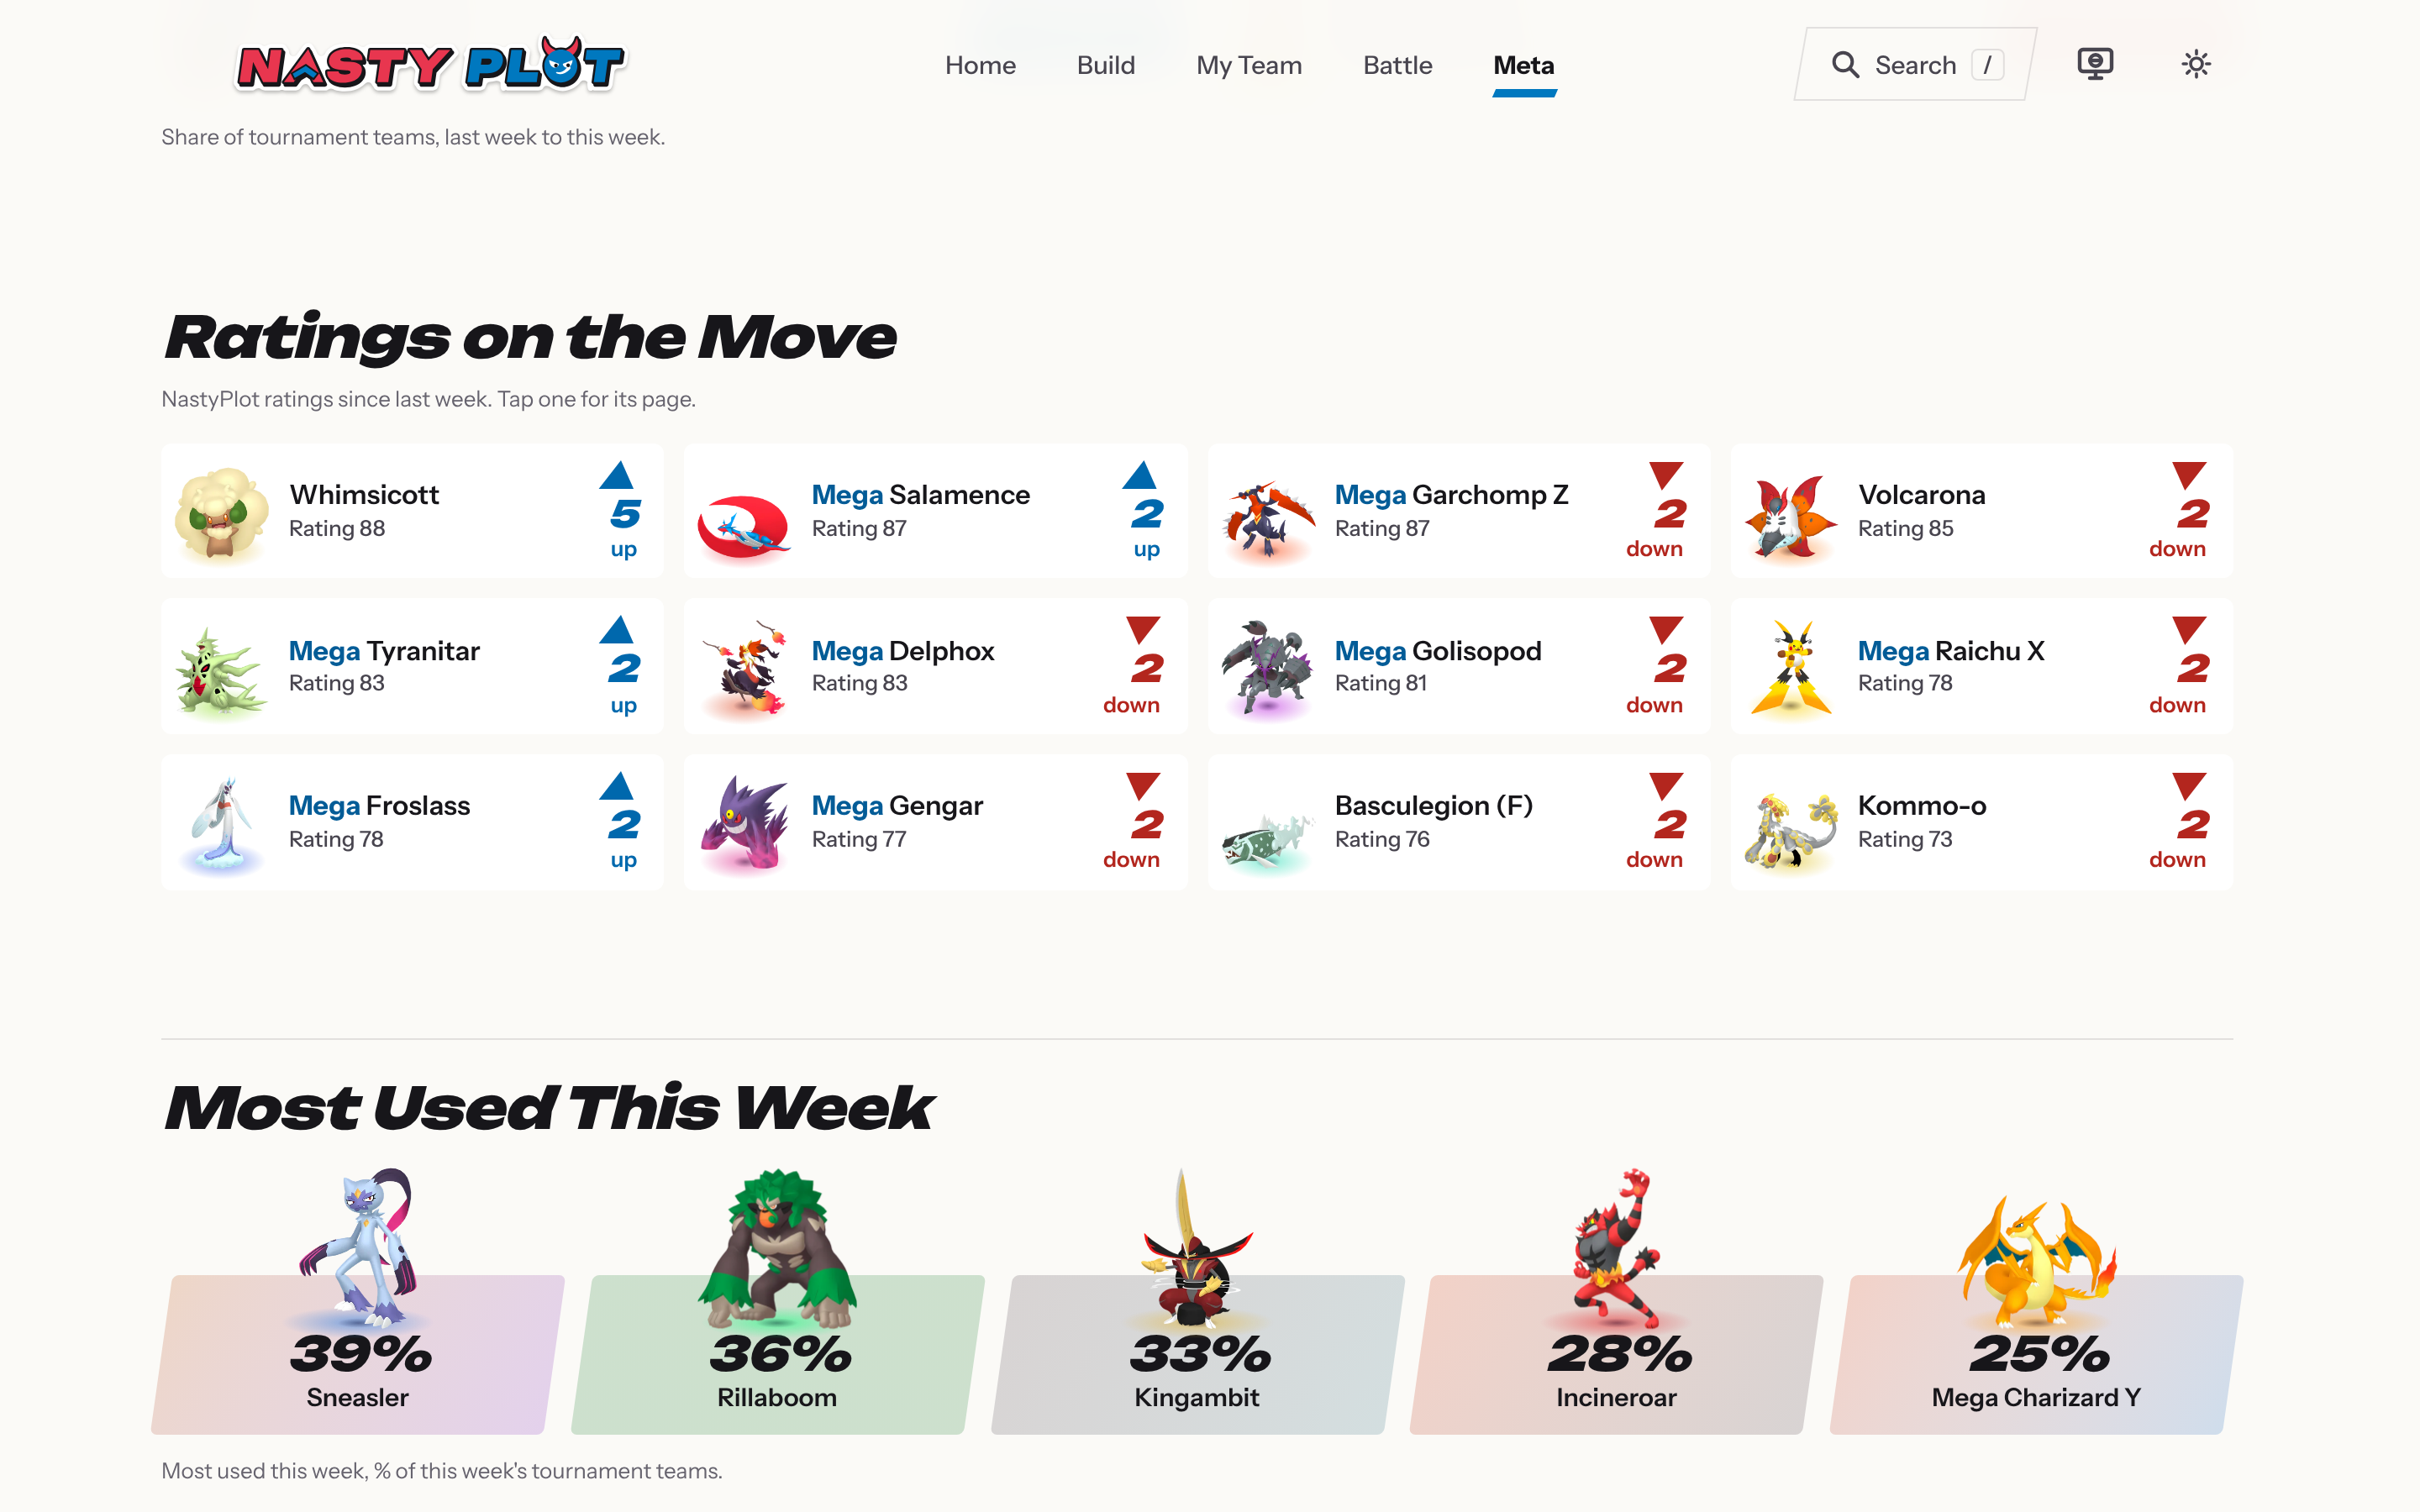 NASTY PLOT
Home
Build
My Team
Battle
Meta
Search /
Share of tournament teams, last week to this week.
Ratings on the Move
NastyPlot ratings since last week. Tap one for its page.
Whimsicott
Rating 88
5
up
Mega Salamence
Rating 87
2
up
Mega Garchomp Z
Rating 87
2
down
Volcarona
Rating 85
2
down
Mega Tyranitar
Rating 83
2
up
Mega Delphox
Rating 83
2
down
Mega Golisopod
Rating 81
2
down
Mega Raichu X
Rating 78
2
down
Mega Froslass
Rating 78
2
up
Mega Gengar
Rating 77
2
down
Basculegion (F)
Rating 76
2
down
Kommo-o
Rating 73
2
down
Most Used This Week
39%
Sneasler
36%
Rillaboom
33%
Kingambit
28%
Incineroar
25%
Mega Charizard Y
Most used this week, % of this week's tournament teams.